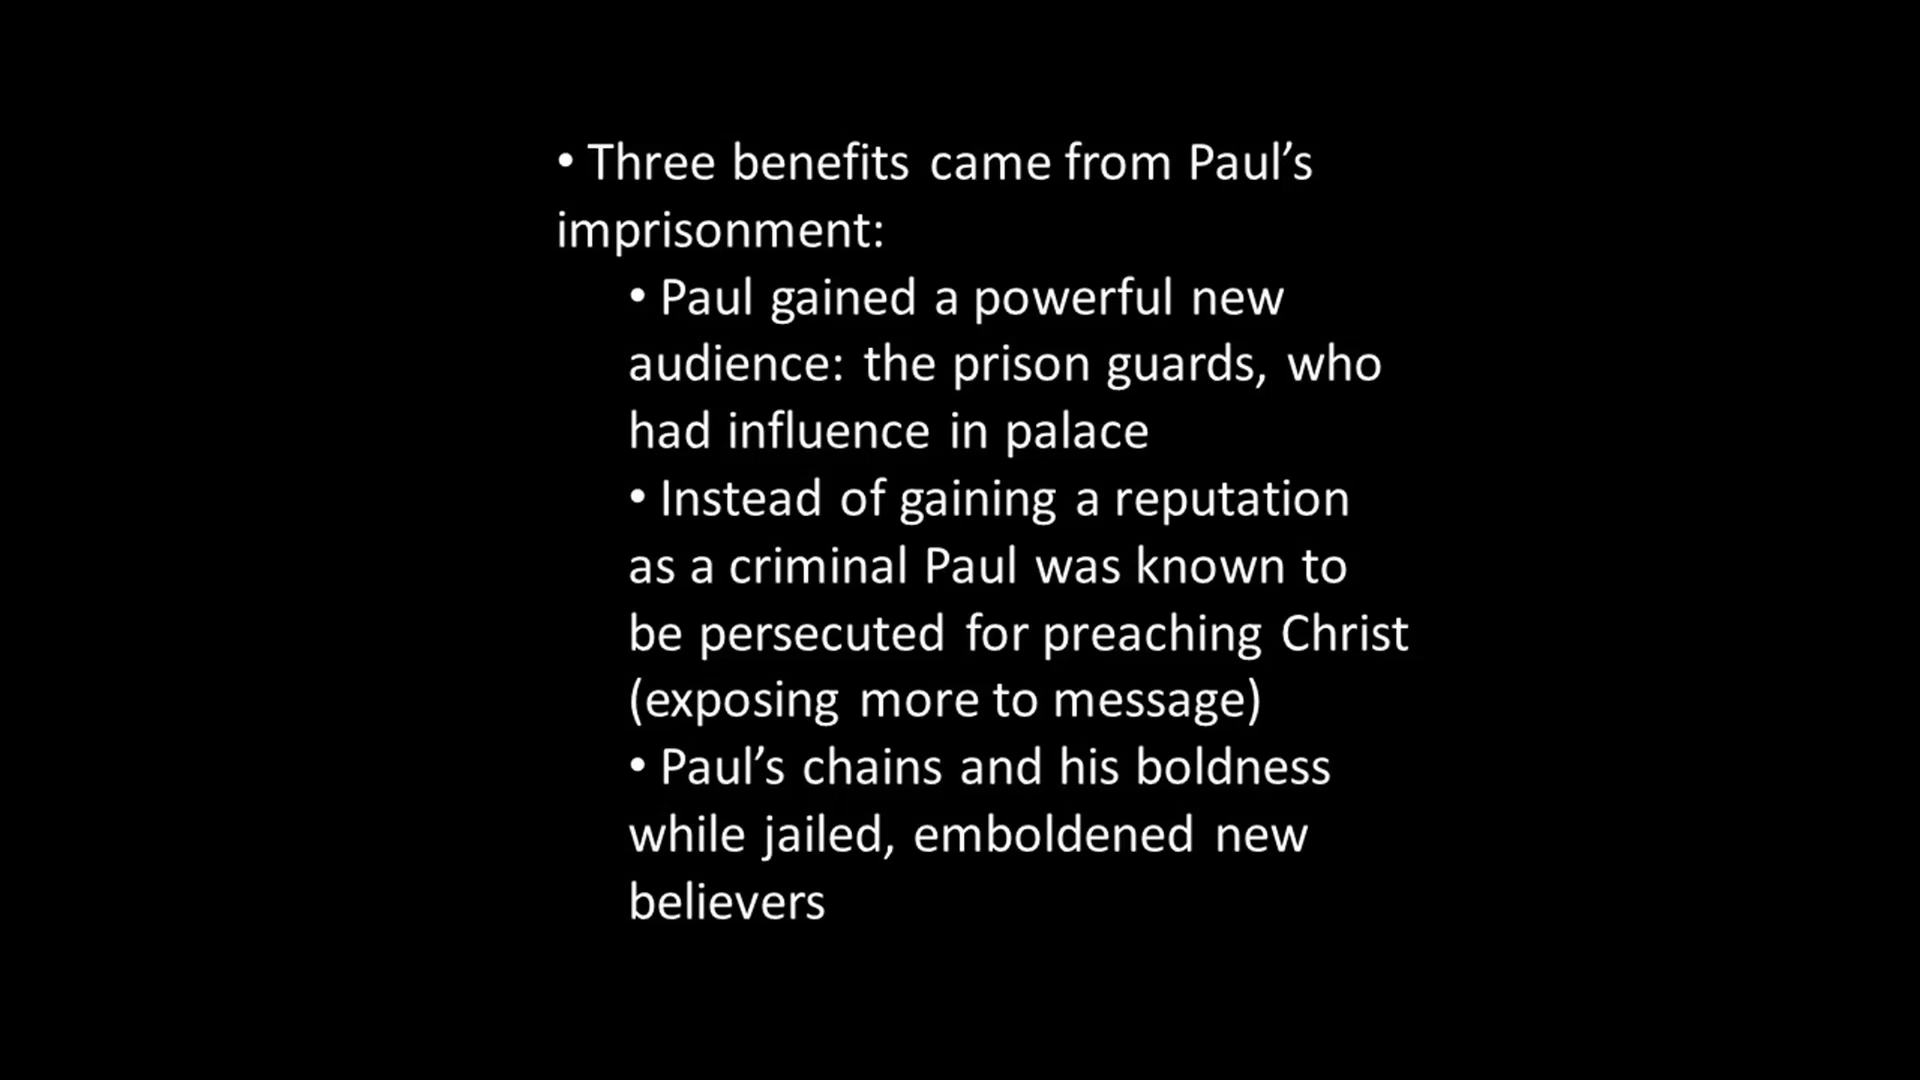 • Three benefits came from Paul’s
imprisonment:
• Paul gained a powerful new
audience: the prison guards, who
had influence in palace
• Instead of gaining a reputation
as a criminal Paul was known to
be persecuted for preaching Christ
(exposing more to message)
• Paul’s chains and his boldness
while jailed, emboldened new
believers